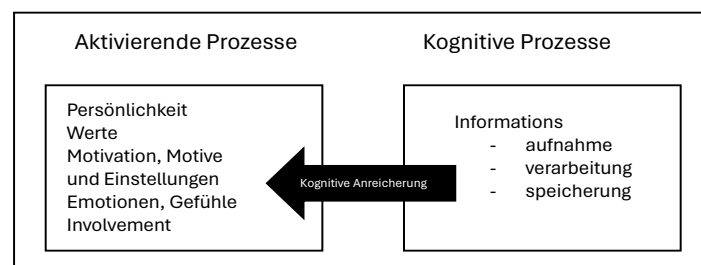 Aktivierende Prozesse
Kognitive Prozesse
Persönlichkeit
Werte
Motivation, Motive
und Einstellungen
Emotionen, Gefühle
Involvement
Kognitive Anreicherung
Informations
- aufnahme
- verarbeitung
- speicherung